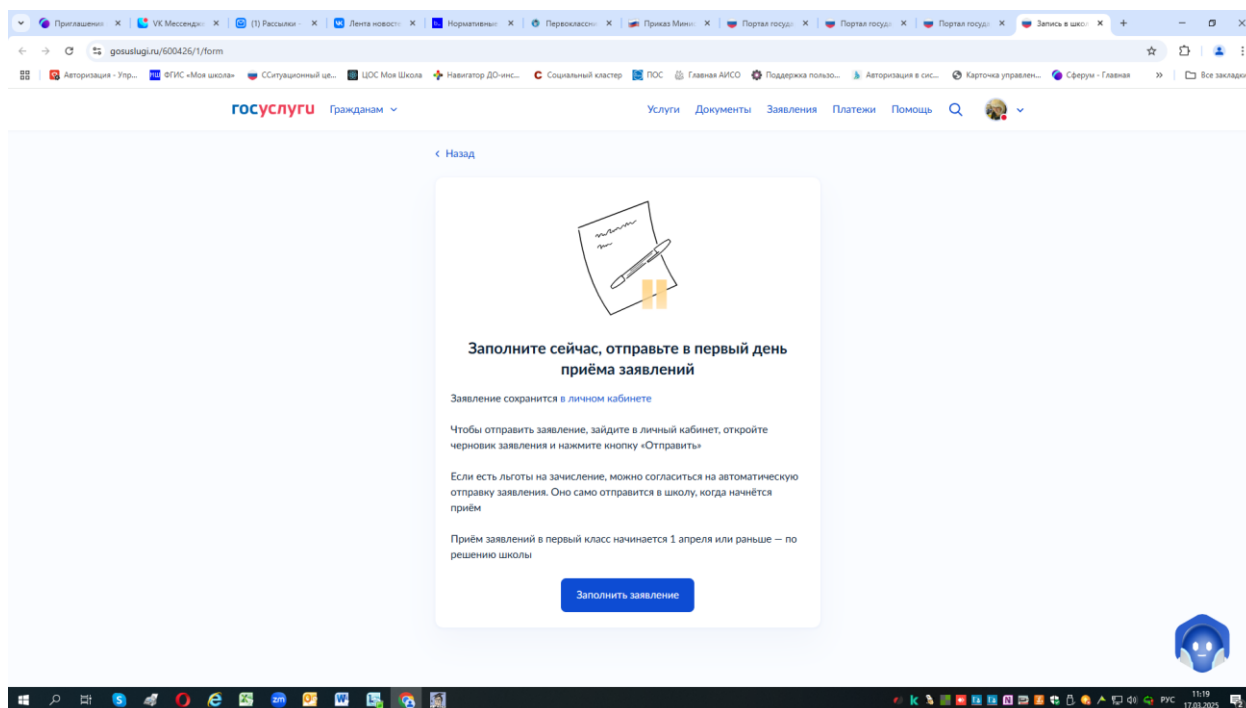 Приглашения
VK Мессендж
(1) Рассылки -
Лента новосте
Нормативные
Первокласс
Приказ Мини
Портал госуд
Портал госуд
Портал госуд
Запись в школ
gosuslugi.ru/600426/1/form
Авторизация - Упр...
ФГИС «Моя школа»
ССитуационный це...
ЦОС Моя Школа
Навигатор ДО-инс...
Социальный кластер
ПОС
Главная АИСО
Поддержка пользо...
Авторизация в сис...
Карточка управлен...
Сферум - Главная
»
Все закладки
госуслуги
Гражданам
Услуги Документы Заявления Платежи Помощь
Назад
Заполните сейчас, отправьте в первый день
приёма заявлений
Заявление сохранится в личном кабинете
Чтобы отправить заявление, зайдите в личный кабинет, откройте
черновик заявления и нажмите кнопку «Отправить»
Если есть льготы на зачисление, можно согласиться на автоматическую
отправку заявления. Оно само отправится в школу, когда начнётся
приём
Приём заявлений в первый класс начинается 1 апреля или раньше — по
решению школы
Заполнить заявление
zm
РУС
11:19
17.03.2025